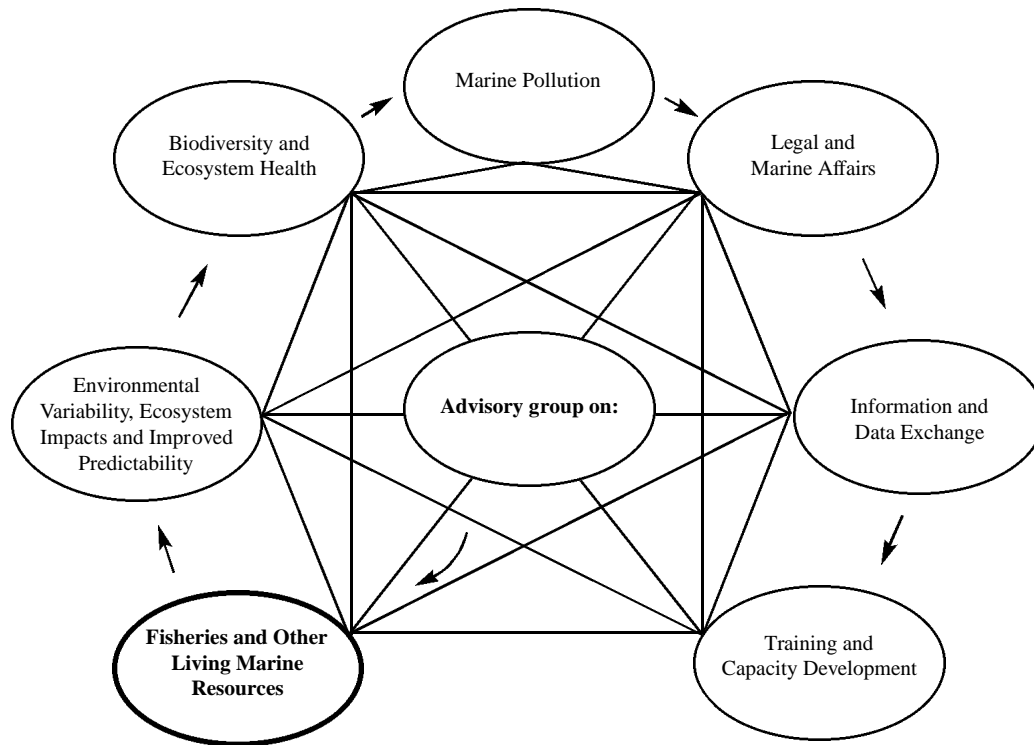 Marine Pollution
Biodiversity and
Ecosystem Health
Legal and
Marine Affairs
Environmental
Variability, Ecosystem
Impacts and Improved
Predictability
Advisory group on:
Information and
Data Exchange
Fisheries and Other
Living Marine
Resources
Training and
Capacity Development